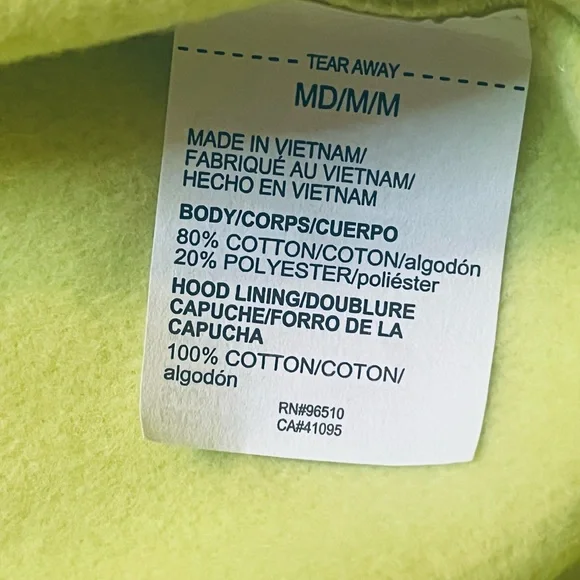 TEAR AWAY
MD/M/M
MADE IN VIETNAM/
FABRIQUÉ AU VIETNAM/
HECHO EN VIETNAM
BODY/CORPS/CUERPO
80% COTTON/COTON/algodón
20% POLYESTER/poliéster
HOOD LINING/DOUBLURE
CAPUCHE/FORRO DE LA
CAPUCHA
100% COTTON/COTON/
algodón
RN#96510
CA#41095